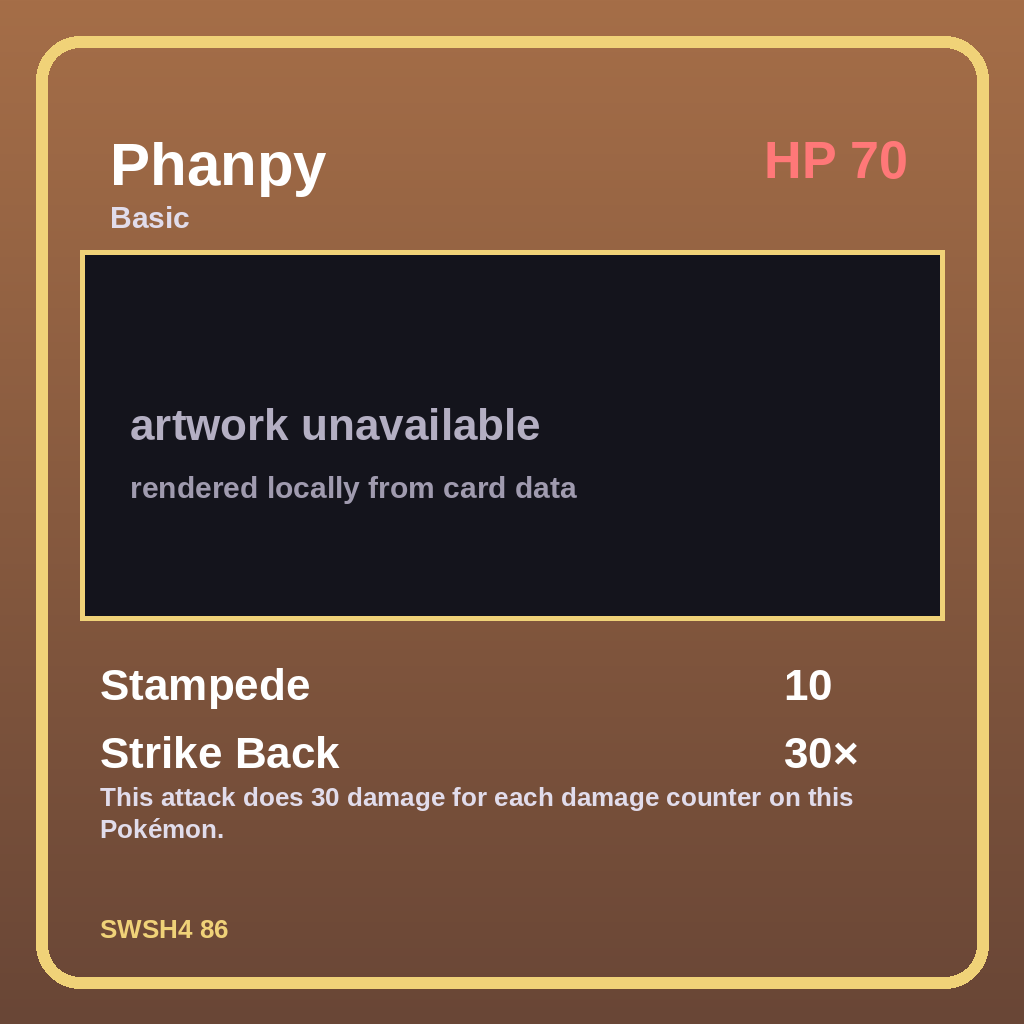 Phanpy
HP 70
Basic
artwork unavailable
rendered locally from card data
Stampede
10
Strike Back
30×
This attack does 30 damage for each damage counter on this
Pokémon.
SWSH4 86